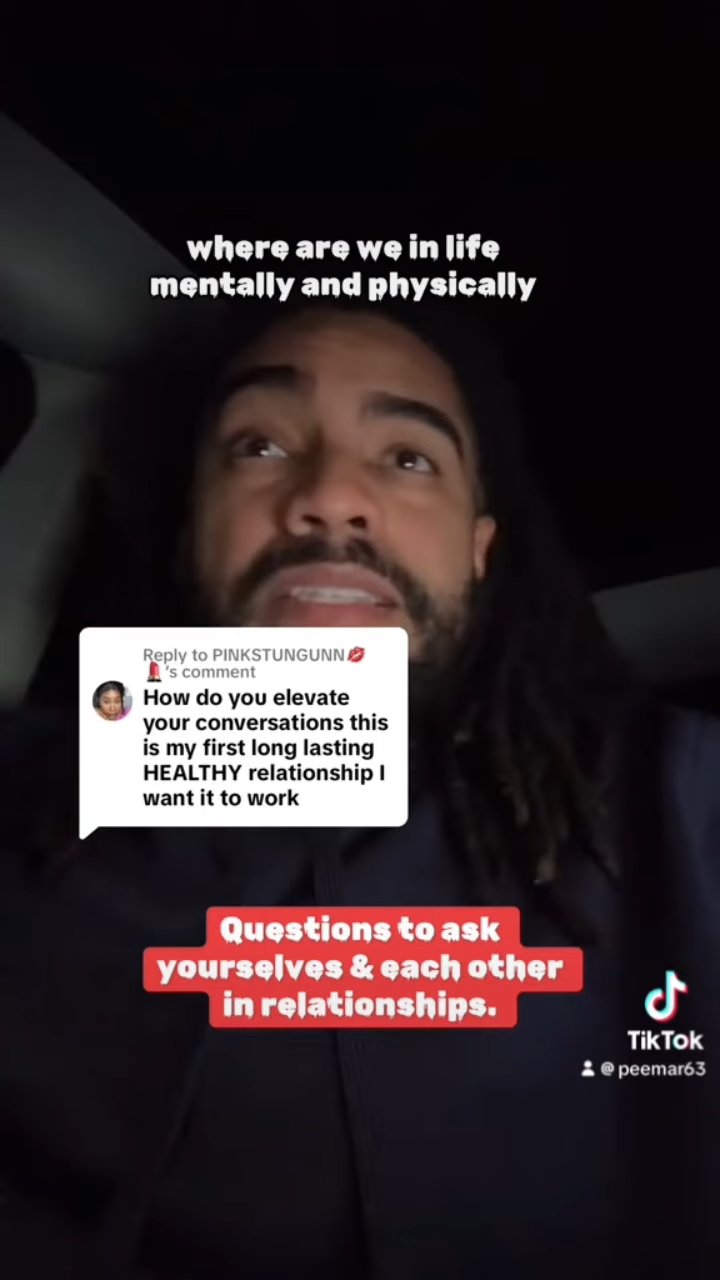 where are we in life
mentally and physically
Reply to PINKSTUNGUNN💋
🚨's comment
How do you elevate
your conversations this
is my first long lasting
HEALTHY relationship I
want it to work
Questions to ask
yourselves & each other
in relationships.
TikTok
@peemar63